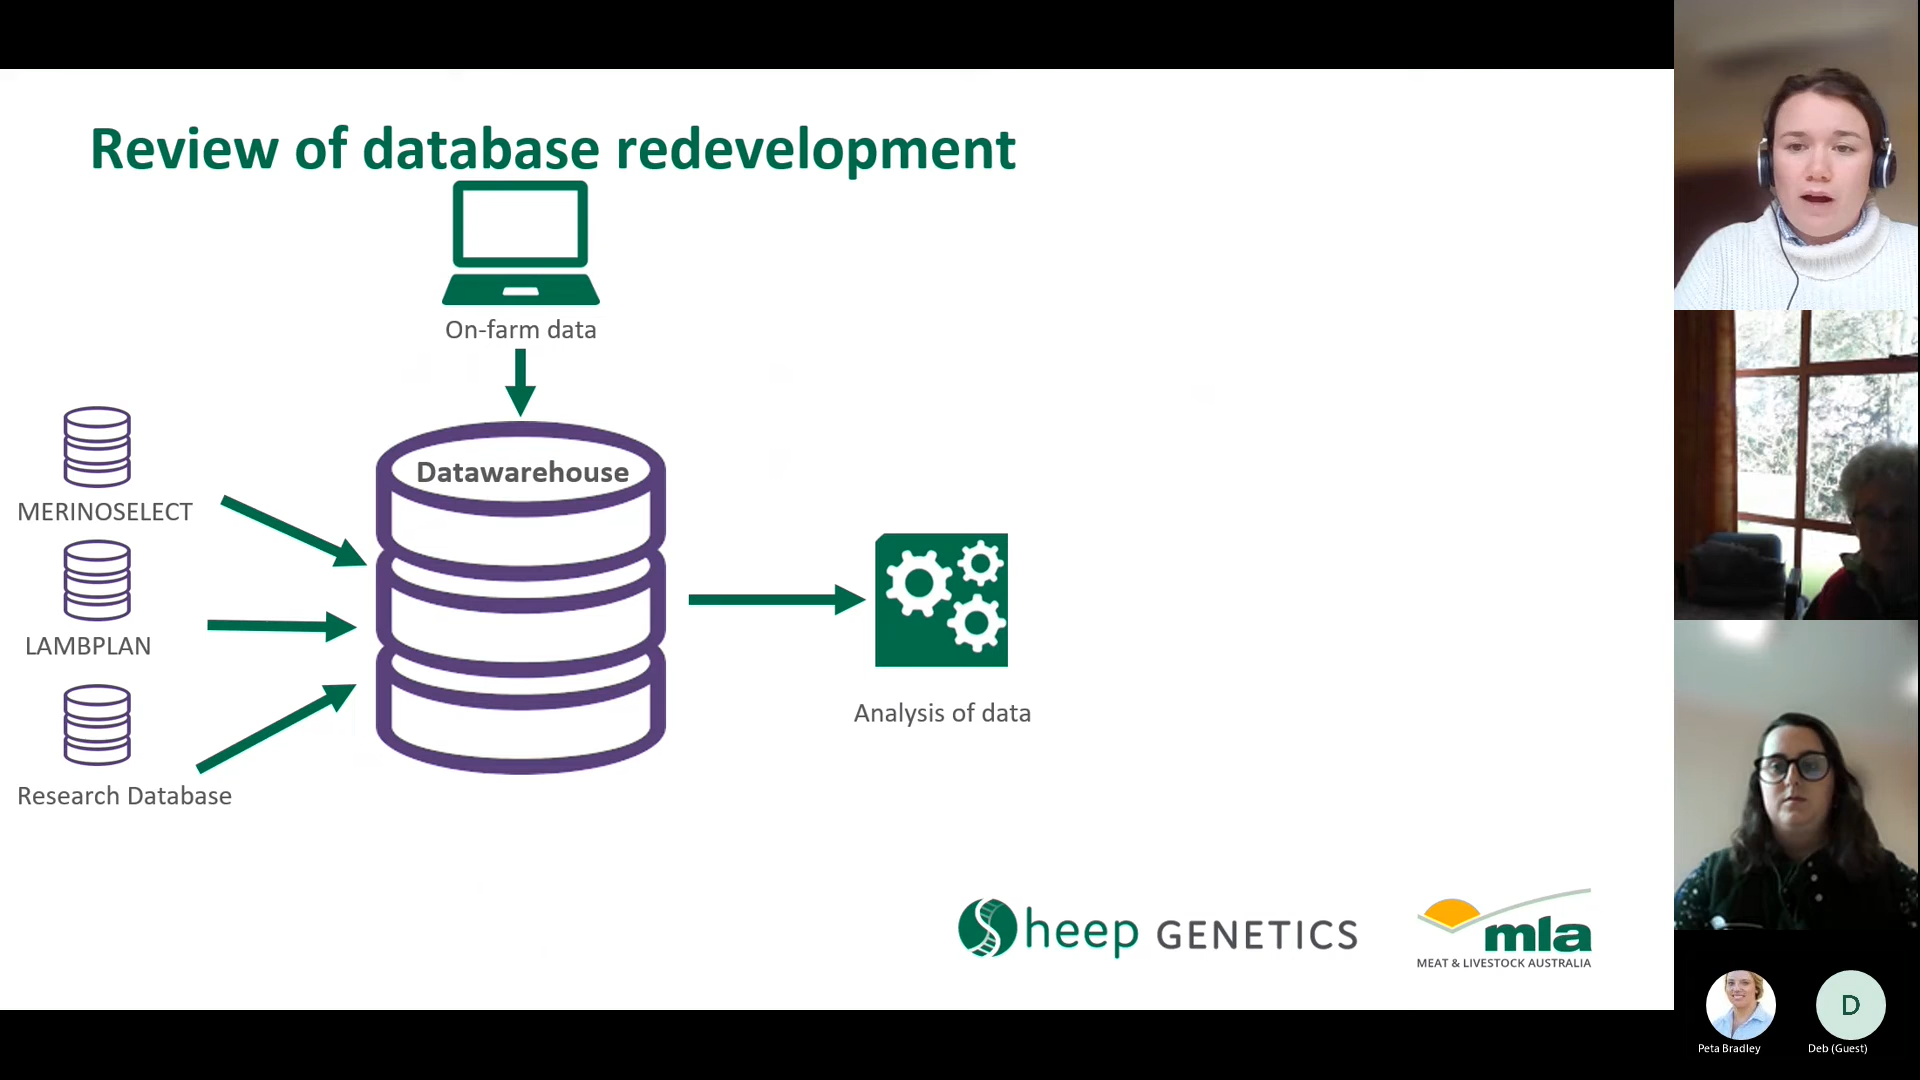 Review of database redevelopment
On-farm data
Datawarehouse
MERINOSELECT
LAMBPLAN
Research Database
Analysis of data
Sheep GENETICS
mla
MEAT & LIVESTOCK AUSTRALIA
D
Peta Bradley
Deb (Guest)